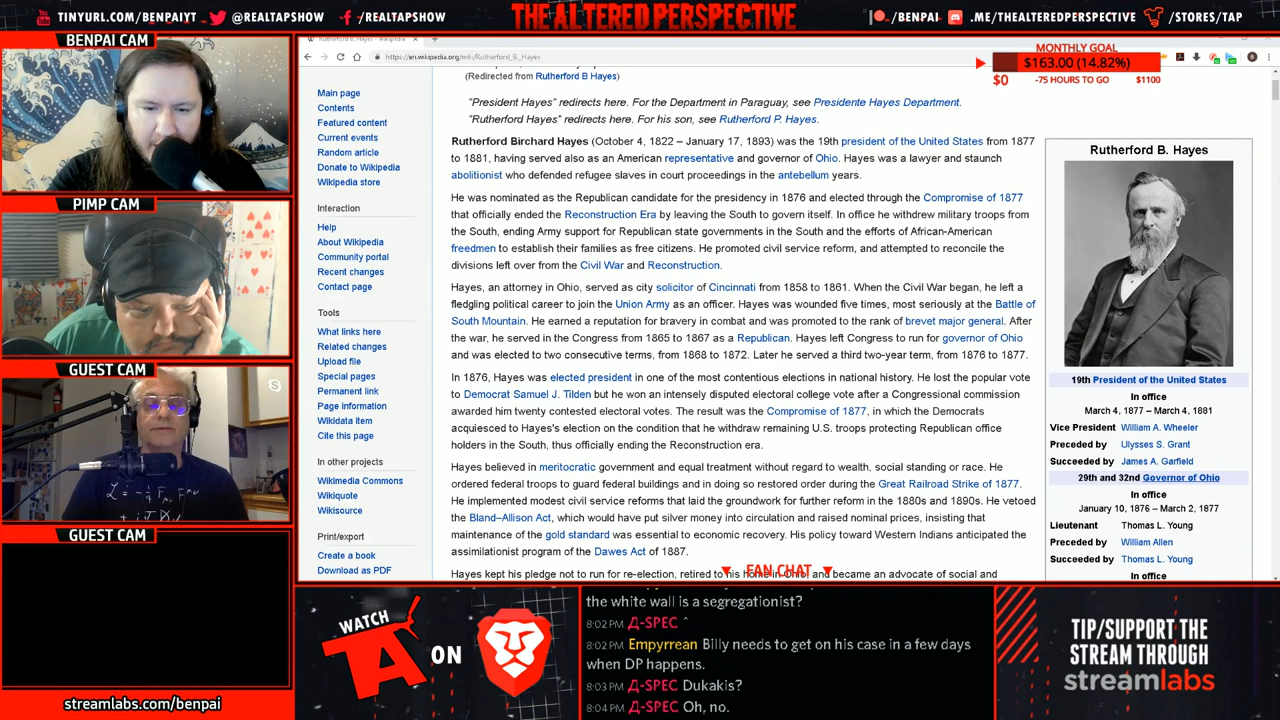 TINYURL.COM/BENPAIYT
@REALTAPSHOW
/REALTAPSHOW
THE ALTERED PERSPECTIVE
/BENPAI
.ME/THEALTEREDPERSPECTIVE
/STORES/TAP
BENPAI CAM
PIMP CAM
GUEST CAM
GUEST CAM
streamlabs.com/benpai
https://en.wikipedia.org/wiki/Rutherford_B._Hayes
MONTHLY GOAL
$163.00 (14.82%)
$0
-75 HOURS TO GO
$1100
Main page
Contents
Featured content
Current events
Random article
Donate to Wikipedia
Wikipedia store
Interaction
Help
About Wikipedia
Community portal
Recent changes
Contact page
Tools
What links here
Related changes
Upload file
Special pages
Permanent link
Page information
Wikidata item
Cite this page
In other projects
Wikimedia Commons
Wikiquote
Wikisource
Print/export
Create a book
Download as PDF
(Redirected from Rutherford B Hayes)
"President Hayes" redirects here. For the Department in Paraguay, see Presidente Hayes Department.
"Rutherford Hayes" redirects here. For his son, see Rutherford P. Hayes.
Rutherford Birchard Hayes (October 4, 1822 – January 17, 1893) was the 19th president of the United States from 1877
to 1881, having served also as an American representative and governor of Ohio. Hayes was a lawyer and staunch
abolitionist who defended refugee slaves in court proceedings in the antebellum years.
He was nominated as the Republican candidate for the presidency in 1876 and elected through the Compromise of 1877
that officially ended the Reconstruction Era by leaving the South to govern itself. In office he withdrew military troops from
the South, ending Army support for Republican state governments in the South and the efforts of African-American
freedmen to establish their families as free citizens. He promoted civil service reform, and attempted to reconcile the
divisions left over from the Civil War and Reconstruction.
Hayes, an attorney in Ohio, served as city solicitor of Cincinnati from 1858 to 1861. When the Civil War began, he left a
fledgling political career to join the Union Army as an officer. Hayes was wounded five times, most seriously at the Battle of
South Mountain. He earned a reputation for bravery in combat and was promoted to the rank of brevet major general. After
the war, he served in the Congress from 1865 to 1867 as a Republican. Hayes left Congress to run for governor of Ohio
and was elected to two consecutive terms, from 1868 to 1872. Later he served a third two-year term, from 1876 to 1877.
In 1876, Hayes was elected president in one of the most contentious elections in national history. He lost the popular vote
to Democrat Samuel J. Tilden but he won an intensely disputed electoral college vote after a Congressional commission
awarded him twenty contested electoral votes. The result was the Compromise of 1877, in which the Democrats
acquiesced to Hayes's election on the condition that he withdraw remaining U.S. troops protecting Republican office
holders in the South, thus officially ending the Reconstruction era.
Hayes believed in meritocratic government and equal treatment without regard to wealth, social standing or race. He
ordered federal troops to guard federal buildings and in doing so restored order during the Great Railroad Strike of 1877.
He implemented modest civil service reforms that laid the groundwork for further reform in the 1880s and 1890s. He vetoed
the Bland–Allison Act, which would have put silver money into circulation and raised nominal prices, insisting that
maintenance of the gold standard was essential to economic recovery. His policy toward Western Indians anticipated the
assimilationist program of the Dawes Act of 1887.
Hayes kept his pledge not to run for re-election, retired to his home in Ohio, and became an advocate of social and
Rutherford B. Hayes
19th President of the United States
In office
March 4, 1877 – March 4, 1881
Vice President William A. Wheeler
Preceded by Ulysses S. Grant
Succeeded by James A. Garfield
29th and 32nd Governor of Ohio
In office
January 10, 1876 – March 2, 1877
Lieutenant Thomas L. Young
Preceded by William Allen
Succeeded by Thomas L. Young
In office
FAN CHAT
WATCH
ON
the white wall is a segregationist?
8:02 PM Д-SPEC ^
8:02 PM Empyrrean Billy needs to get on his case in a few days
when DP happens.
8:03 PM Д-SPEC Dukakis?
8:04 PM Д-SPEC Oh, no.
TIP/SUPPORT THE
STREAM THROUGH
streamlabs